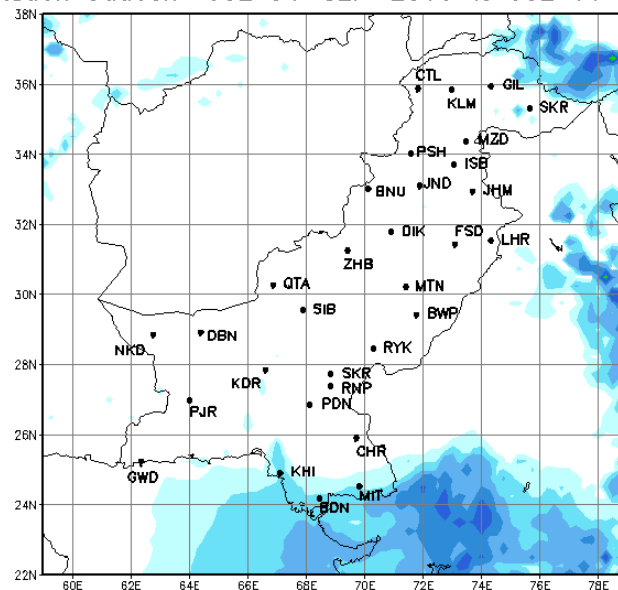 38N
36N
34N
32N
30N
28N
26N
24N
22N
CTL
KLM
GIL
SKR
MZD
PSH
ISB
BNU
JND
JHM
DIK
FSD
LHR
ZHB
QTA
SIB
MTN
BWP
NKD
DBN
RYK
KDR
SKR
RNP
PJR
PDN
CHR
GWD
KHI
MIT
BDN
60E 62E 64E 66E 68E 70E 72E 74E 76E 78E